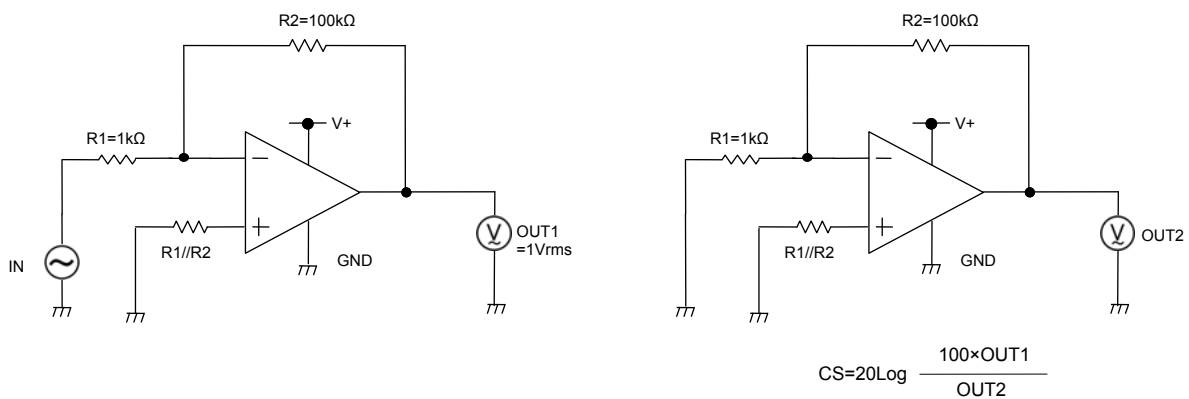 R2=100kΩ
V+
R1=1kΩ
−
+
R1//R2
IN
GND
V
OUT1
=1Vrms
R2=100kΩ
V+
R1=1kΩ
−
+
R1//R2
GND
V
OUT2
CS=20Log
100×OUT1
OUT2